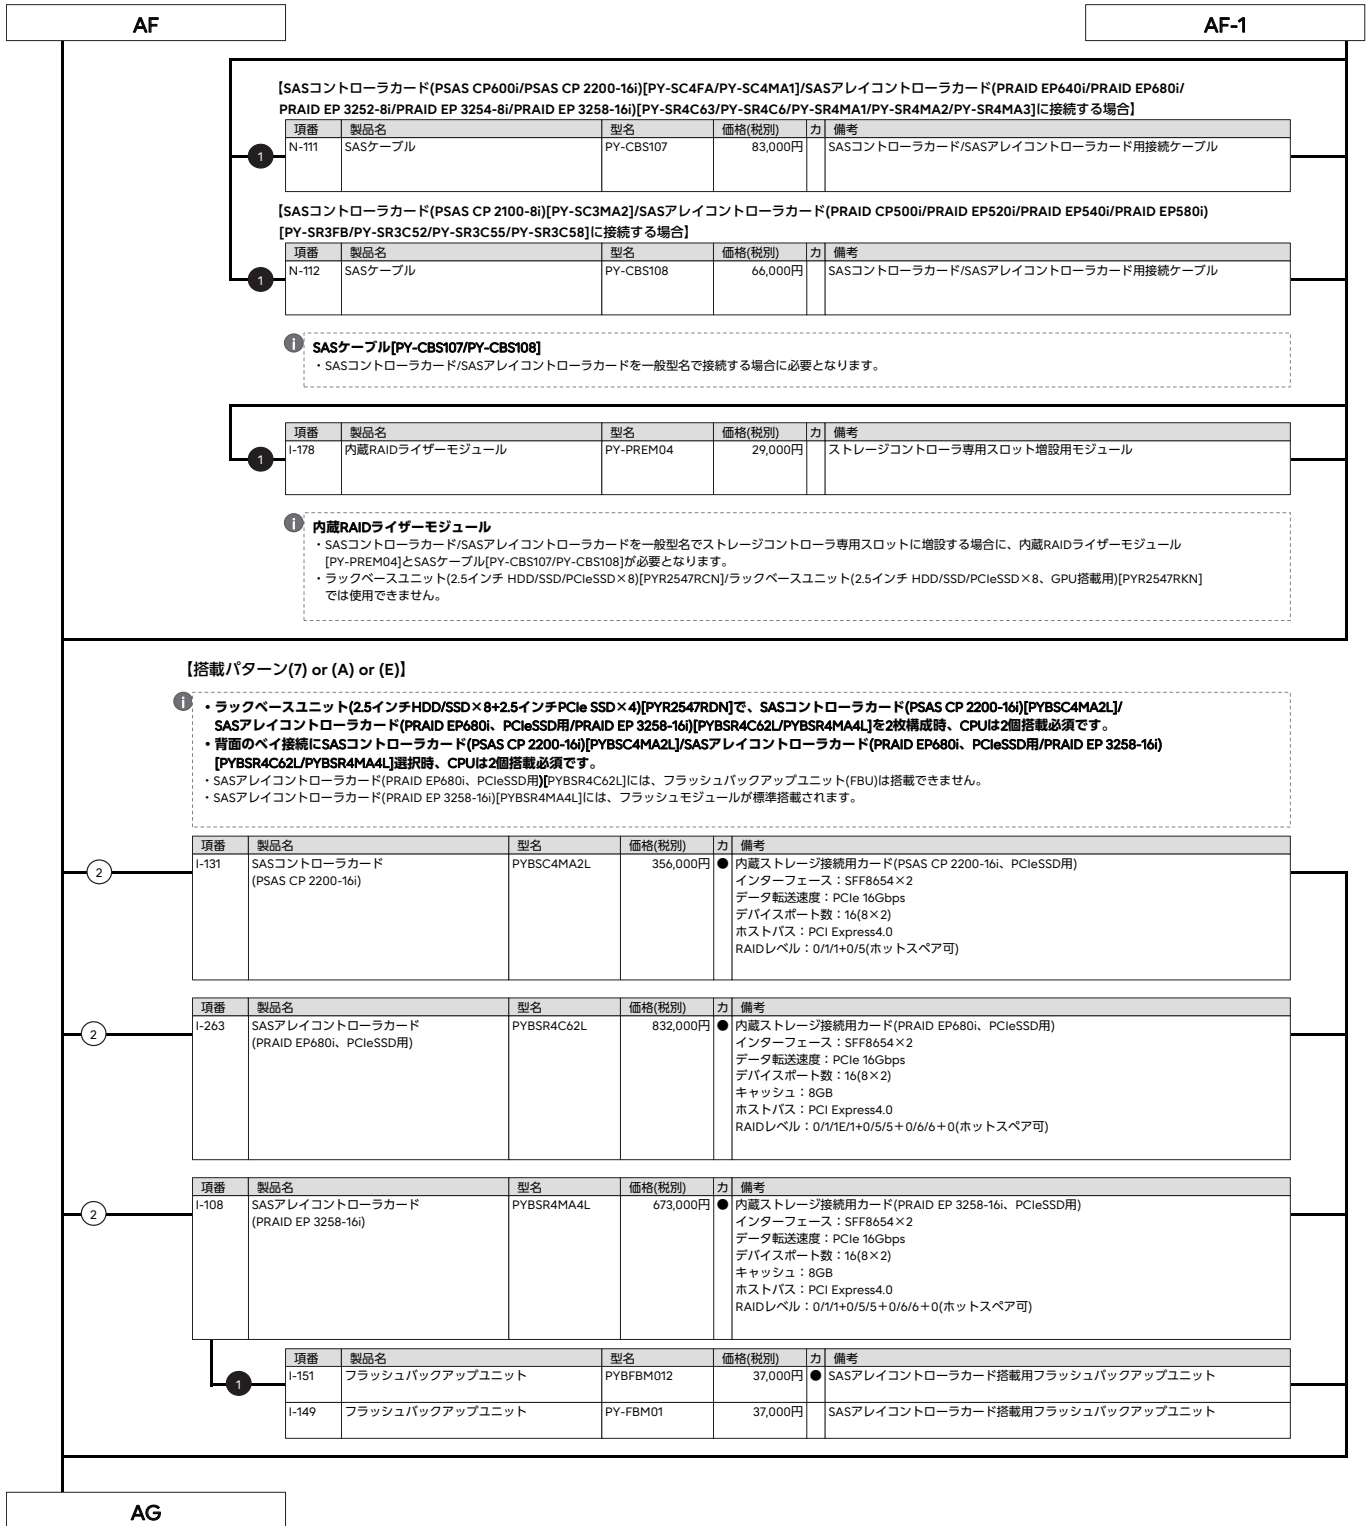 AF
AF-1
【SASコントローラカード(PSAS CP600i/PSAS CP 2200-16i)[PY-SC4FA/PY-SC4MA1]/SASアレイコントローラカード(PRAID EP640i/PRAID EP680i/
PRAID EP 3252-8i/PRAID EP 3254-8i/PRAID EP 3258-16i)[PY-SR4C63/PY-SR4C6/PY-SR4MA1/PY-SR4MA2/PY-SR4MA3]に接続する場合】
項番 製品名 型名 価格(税別) カ 備考
1 N-111 SASケーブル PY-CBS107 83,000円 SASコントローラカード/SASアレイコントローラカード用接続ケーブル
【SASコントローラカード(PSAS CP 2100-8i)[PY-SC3MA2]/SASアレイコントローラカード(PRAID CP500i/PRAID EP520i/PRAID EP540i/PRAID EP580i)
[PY-SR3FB/PY-SR3C52/PY-SR3C55/PY-SR3C58]に接続する場合】
項番 製品名 型名 価格(税別) カ 備考
1 N-112 SASケーブル PY-CBS108 66,000円 SASコントローラカード/SASアレイコントローラカード用接続ケーブル
i SASケーブル[PY-CBS107/PY-CBS108]
・SASコントローラカード/SASアレイコントローラカードを一般型名で接続する場合に必要となります。
項番 製品名 型名 価格(税別) カ 備考
1 I-178 内蔵RAIDライザーモジュール PY-PREM04 29,000円 ストレージコントローラ専用スロット増設用モジュール
i 内蔵RAIDライザーモジュール
・SASコントローラカード/SASアレイコントローラカードを一般型名でストレージコントローラ専用スロットに増設する場合に、内蔵RAIDライザーモジュール
[PY-PREM04]とSASケーブル[PY-CBS107/PY-CBS108]が必要となります。
・ラックベースユニット(2.5インチ HDD/SSD/PCIeSSD×8)[PYR2547RCN]/ラックベースユニット(2.5インチ HDD/SSD/PCIeSSD×8、GPU搭載用)[PYR2547RKN]
では使用できません。
【搭載パターン(7) or (A) or (E)】
i ・ラックベースユニット(2.5インチHDD/SSD×8+2.5インチPCIe SSD×4)[PYR2547RDN]で、SASコントローラカード(PSAS CP 2200-16i)[PYBSC4MA2L]/
SASアレイコントローラカード(PRAID EP680i、PCIeSSD用/PRAID EP 3258-16i)[PYBSR4C62L/PYBSR4MA4L]を2枚構成時、CPUは2個搭載必須です。
・背面のベイ接続にSASコントローラカード(PSAS CP 2200-16i)[PYBSC4MA2L]/SASアレイコントローラカード(PRAID EP680i、PCIeSSD用/PRAID EP 3258-16i)
[PYBSR4C62L/PYBSR4MA4L]選択時、CPUは2個搭載必須です。
・SASアレイコントローラカード(PRAID EP680i、PCIeSSD用)[PYBSR4C62L]には、フラッシュバックアップユニット(FBU)は搭載できません。
・SASアレイコントローラカード(PRAID EP 3258-16i)[PYBSR4MA4L]には、フラッシュモジュールが標準搭載されます。
項番 製品名 型名 価格(税別) カ 備考
2 I-131 SASコントローラカード PYBSC4MA2L 356,000円 ● 内蔵ストレージ接続用カード(PSAS CP 2200-16i、PCIeSSD用)
(PSAS CP 2200-16i) インターフェース：SFF8654×2
データ転送速度：PCIe 16Gbps
デバイスポート数：16(8×2)
ホストバス：PCI Express4.0
RAIDレベル：0/1/1+0/5(ホットスペア可)
項番 製品名 型名 価格(税別) カ 備考
2 I-263 SASアレイコントローラカード PYBSR4C62L 832,000円 ● 内蔵ストレージ接続用カード(PRAID EP680i、PCIeSSD用)
(PRAID EP680i、PCIeSSD用) インターフェース：SFF8654×2
データ転送速度：PCIe 16Gbps
デバイスポート数：16(8×2)
キャッシュ：8GB
ホストバス：PCI Express4.0
RAIDレベル：0/1/1E/1+0/5/5＋0/6/6＋0(ホットスペア可)
項番 製品名 型名 価格(税別) カ 備考
2 I-108 SASアレイコントローラカード PYBSR4MA4L 673,000円 ● 内蔵ストレージ接続用カード(PRAID EP 3258-16i、PCIeSSD用)
(PRAID EP 3258-16i) インターフェース：SFF8654×2
データ転送速度：PCIe 16Gbps
デバイスポート数：16(8×2)
キャッシュ：8GB
ホストバス：PCI Express4.0
RAIDレベル：0/1/1+0/5/5＋0/6/6＋0(ホットスペア可)
項番 製品名 型名 価格(税別) カ 備考
1 I-151 フラッシュバックアップユニット PYBFBM012 37,000円 ● SASアレイコントローラカード搭載用フラッシュバックアップユニット
I-149 フラッシュバックアップユニット PY-FBM01 37,000円 SASアレイコントローラカード搭載用フラッシュバックアップユニット
AG